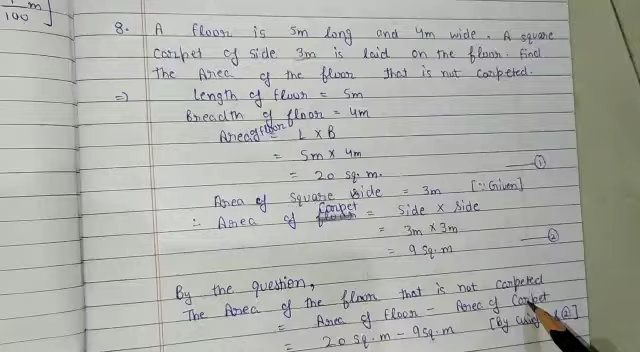 1 m]
100
8. A floor is 5m long and 4m wide. A square
carpet of side 3m is laid on the floor. Find
the Area of the floor that is not carpeted.
=> Length of floor = 5m
Breadth of floor = 4m
Area of floor = L × B
= 5m × 4m
= 20 sq. m. ①
Area of square side = 3m [∵ Given]
∴ Area of carpet = side × side
= 3m × 3m
= 9 sq. m ②
By the question,
The Area of the floor that is not carpeted
= Area of floor - Area of Carpet
= 20 sq. m - 9 sq. m [By ②]